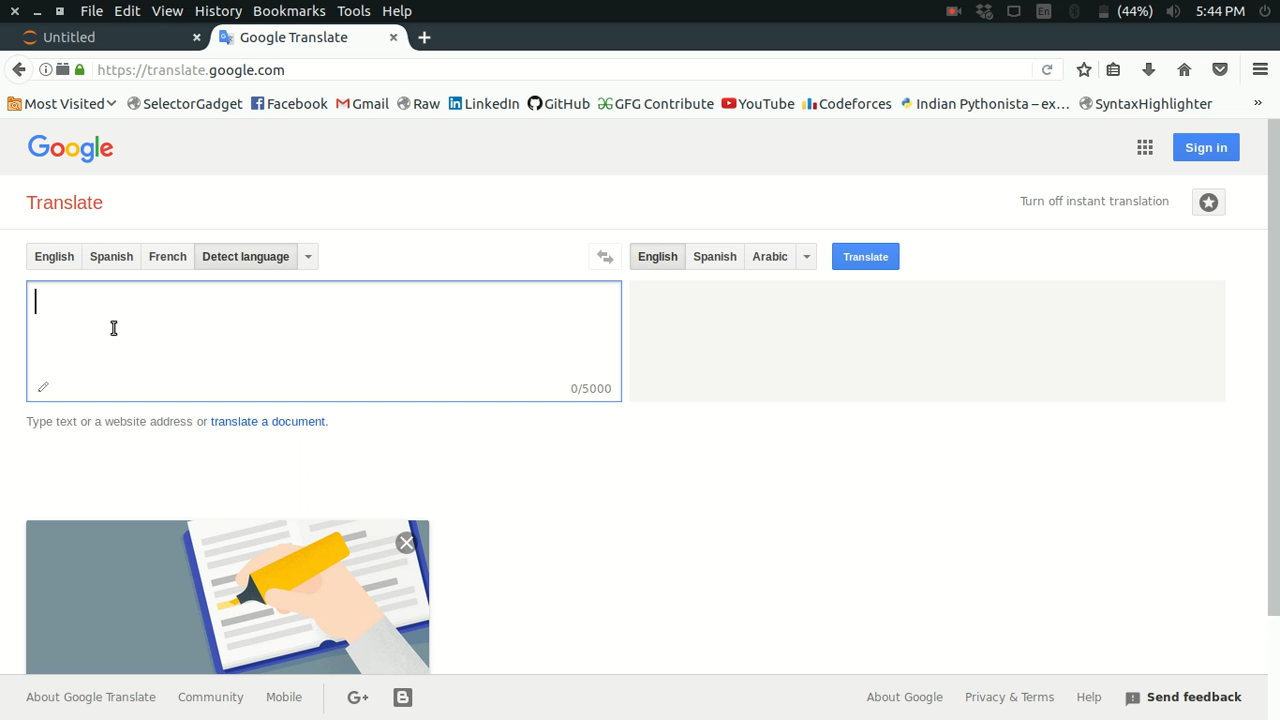 File Edit View History Bookmarks Tools Help En (44%) 5:44 PM
Untitled Google Translate
https://translate.google.com
Most Visited SelectorGadget Facebook Gmail Raw LinkedIn GitHub GFG Contribute YouTube Codeforces Indian Pythonista – ex... SyntaxHighlighter »
Google Sign in
Translate Turn off instant translation
English Spanish French Detect language English Spanish Arabic Translate
0/5000
Type text or a website address or translate a document.
About Google Translate Community Mobile G+ About Google Privacy & Terms Help Send feedback